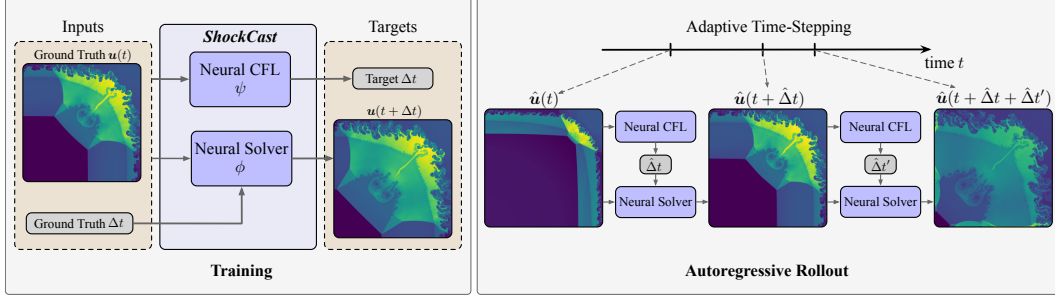 Inputs
ShockCast
Targets
Ground Truth u(t)
Neural CFL
ψ
Target Δt
u(t + Δt)
Neural Solver
ϕ
Ground Truth Δt
Training
Adaptive Time-Stepping
time t
û(t)
û(t + Δ̂t)
û(t + Δ̂t + Δ̂t′)
Neural CFL
Neural CFL
Δ̂t
Δ̂t′
Neural Solver
Neural Solver
Autoregressive Rollout